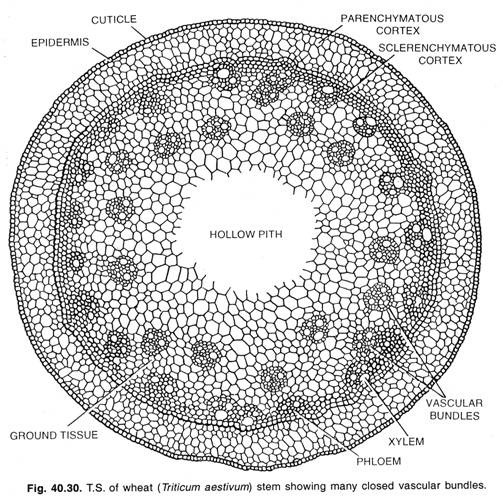 CUTICLE
PARENCHYMATOUS
CORTEX
EPIDERMIS
SCLERENCHYMATOUS
CORTEX
HOLLOW PITH
VASCULAR
BUNDLES
GROUND TISSUE
XYLEM
PHLOEM
Fig. 40.30. T.S. of wheat (Triticum aestivum) stem showing many closed vascular bundles.